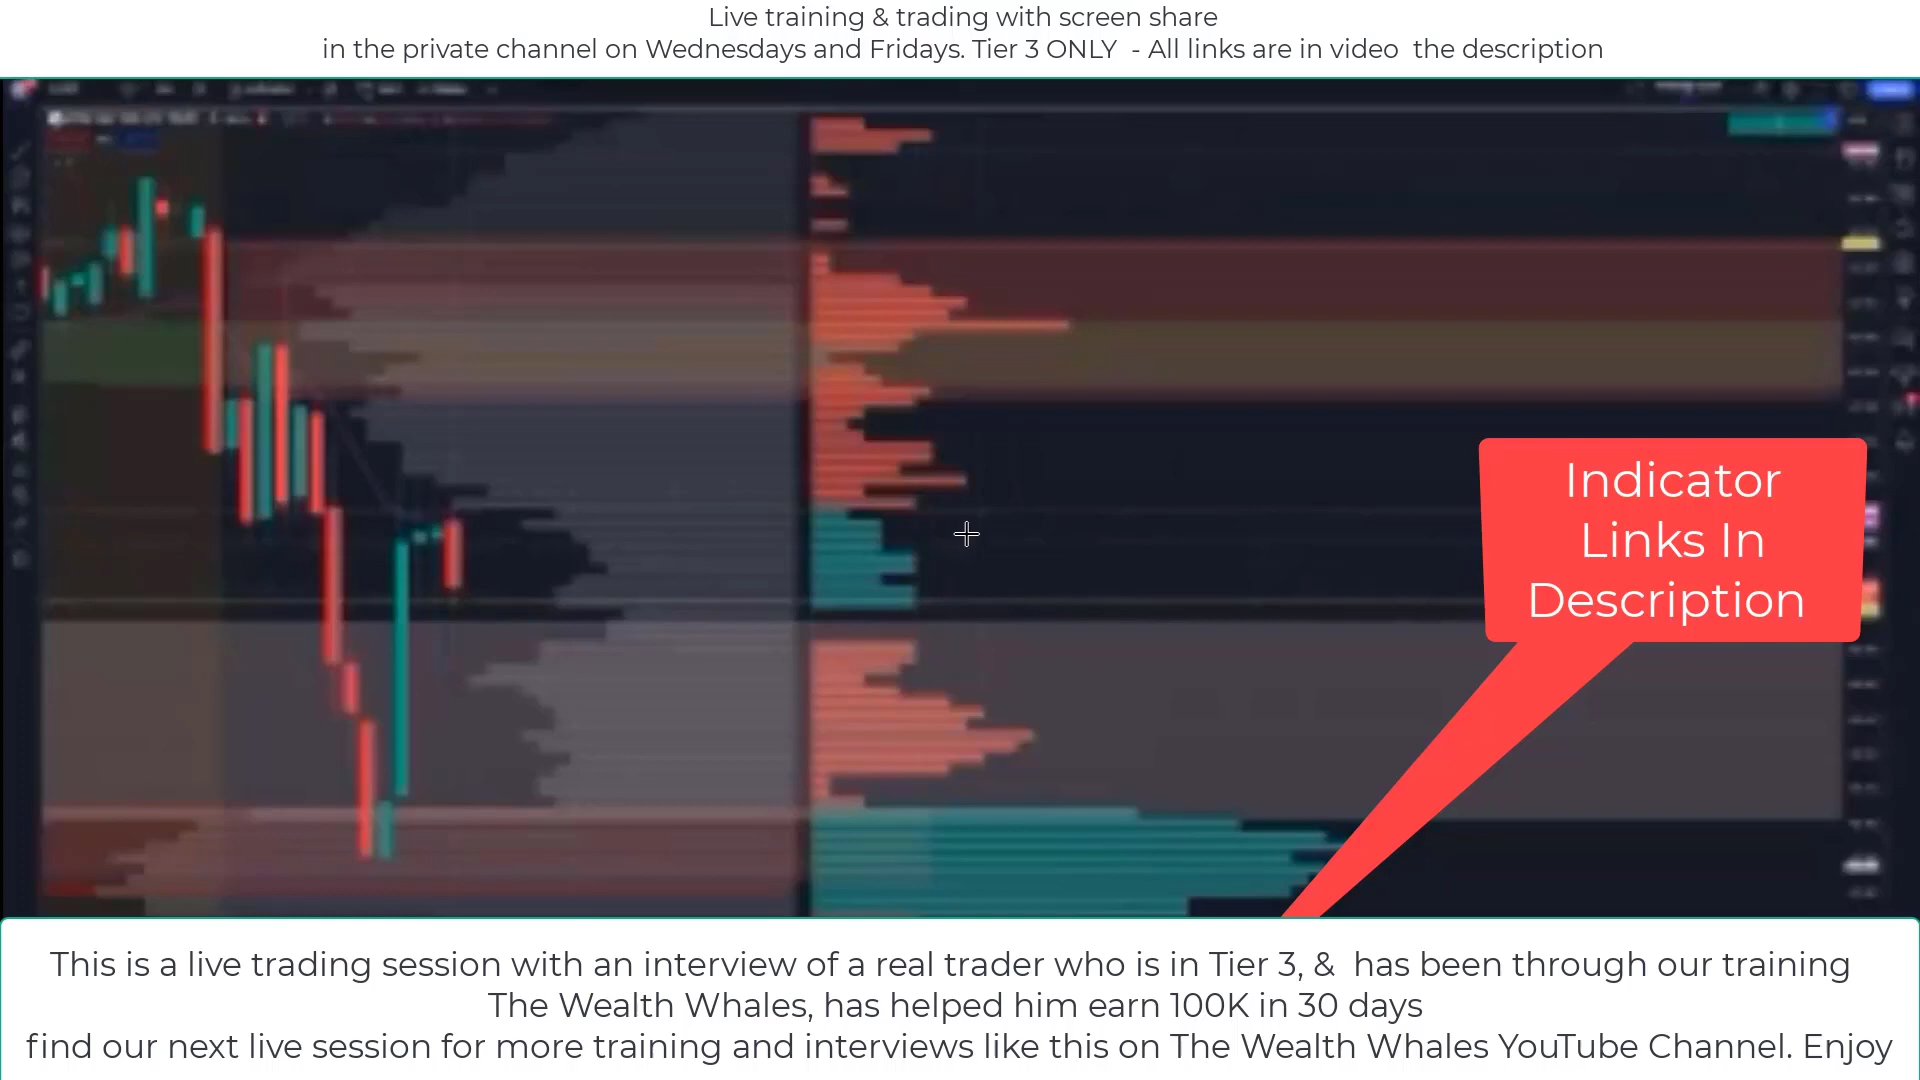 Live training & trading with screen share
in the private channel on Wednesdays and Fridays. Tier 3 ONLY - All links are in video the description
Indicator
Links In
Description
This is a live trading session with an interview of a real trader who is in Tier 3, & has been through our training
The Wealth Whales, has helped him earn 100K in 30 days
find our next live session for more training and interviews like this on The Wealth Whales YouTube Channel. Enjoy